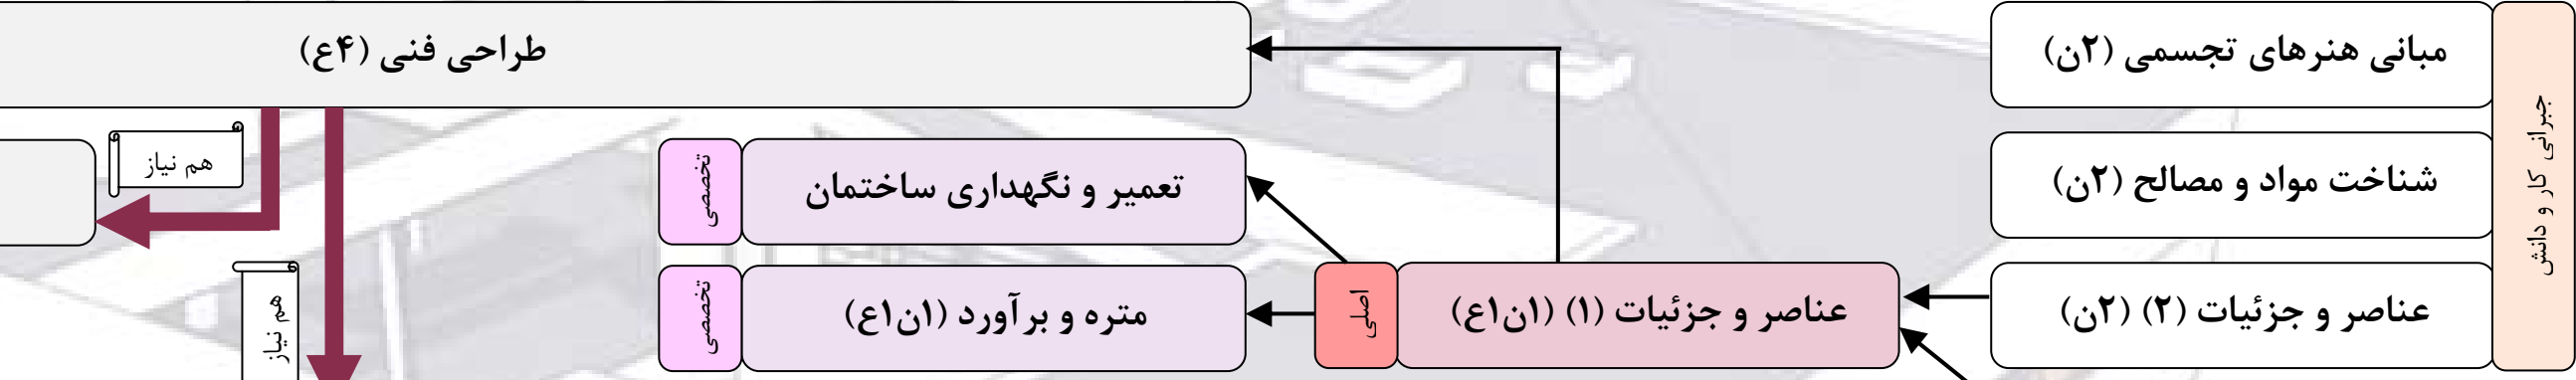 جبرانی کار و دانش
مبانی هنرهای تجسمی (۲ن)
طراحی فنی (۴ع)
هم نیاز
شناخت مواد و مصالح (۲ن)
تعمیر و نگهداری ساختمان
تخصصی
عناصر و جزئیات (۲) (۲ن)
عناصر و جزئیات (۱) (۱ن۱ع)
اصلی
متره و برآورد (۱ن۱ع)
تخصصی
هم نیاز